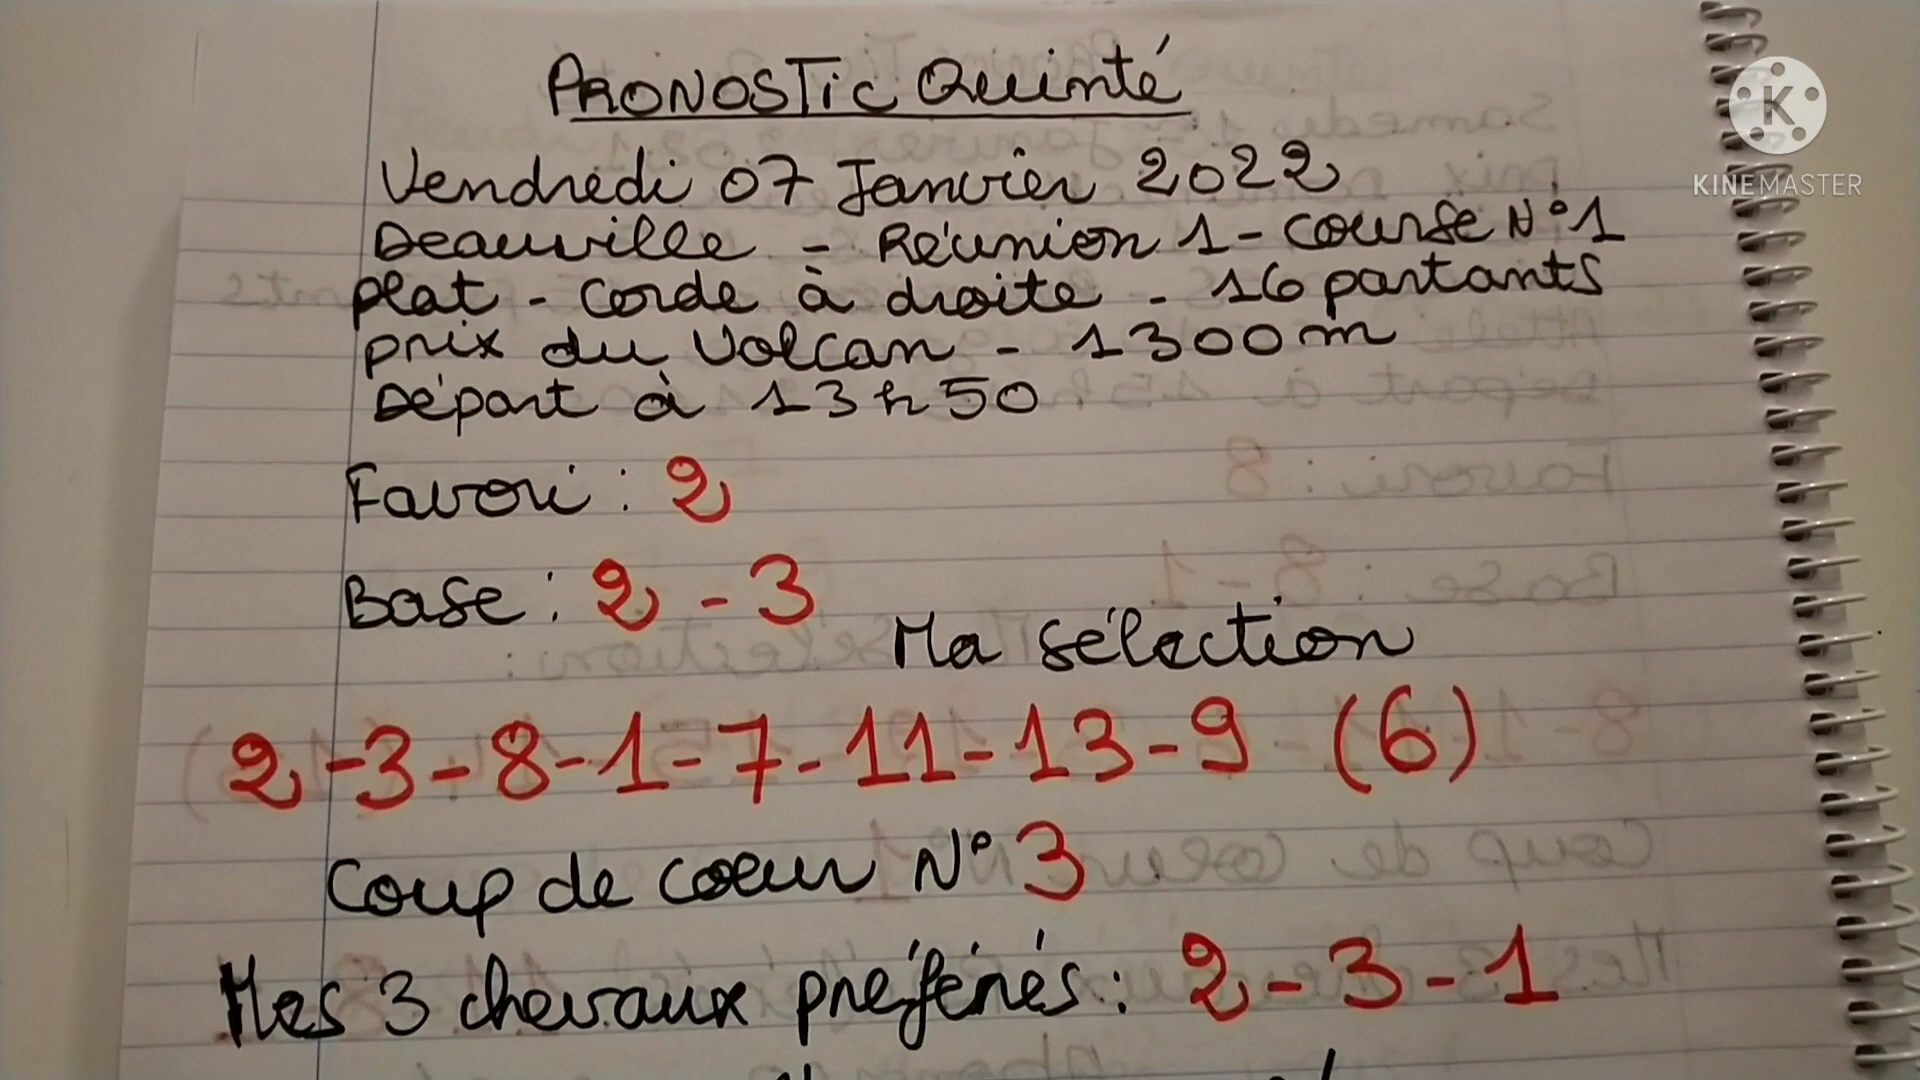 PRONOSTIC Quinté
Vendredi 07 Janvier 2022
Deauville - Réunion 1 - course N°1
plat - corde à droite - 16 partants
prix du Volcan - 1300m
Départ à 13h50
Favori : 2
Base : 2 - 3
Ma sélection
2-3-8-1-7-11-13-9 (6)
Coup de coeur N° 3
Mes 3 chevaux préférés : 2-3-1
K
KINEMASTER